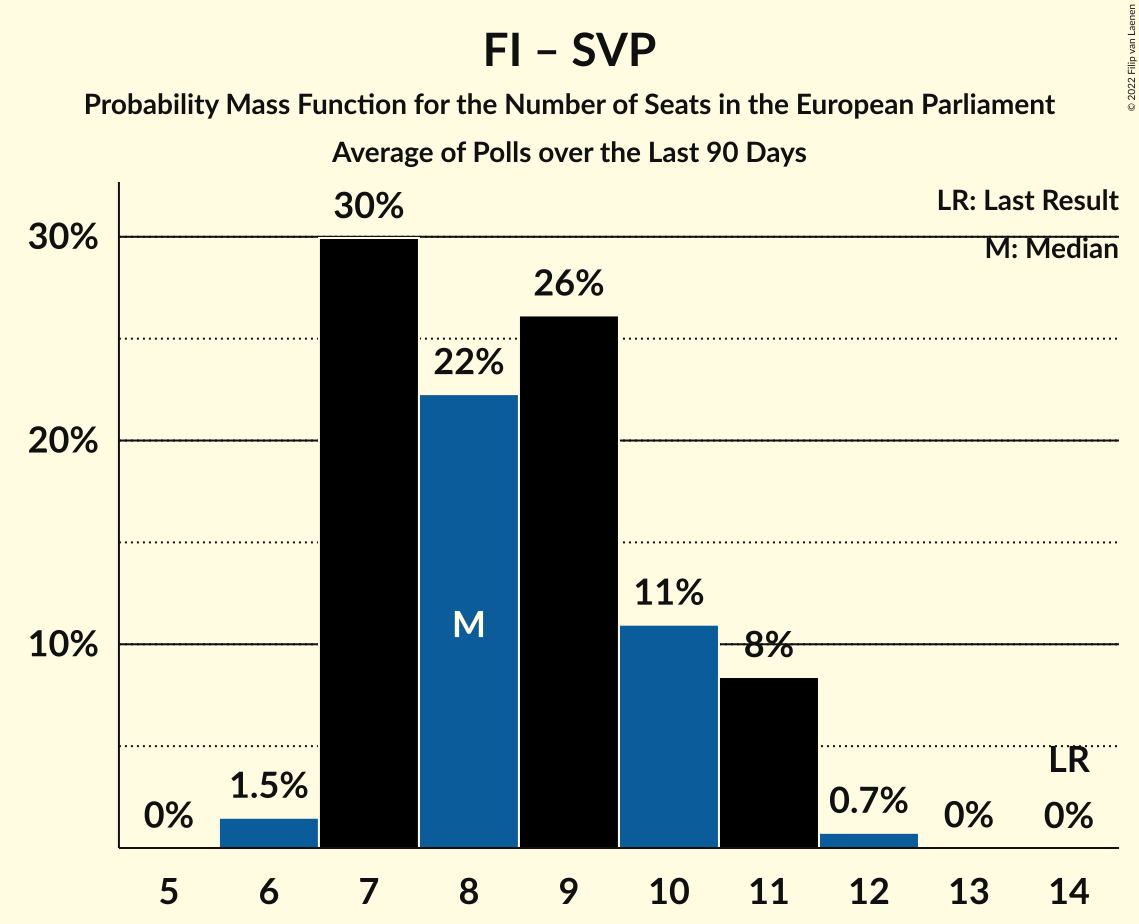 FI – SVP
Probability Mass Function for the Number of Seats in the European Parliament
Average of Polls over the Last 90 Days
© 2022 Filip van Laenen
LR: Last Result
M: Median
30%
20%
10%
0%
1.5%
30%
22%
26%
11%
8%
0.7%
0%
0%
M
LR
5 6 7 8 9 10 11 12 13 14